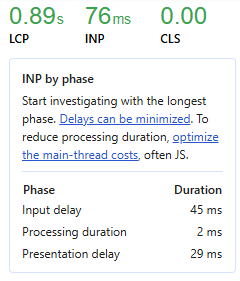 0.89s 76ms 0.00
LCP INP CLS
INP by phase
Start investigating with the longest
phase. Delays can be minimized. To
reduce processing duration, optimize
the main-thread costs, often JS.
Phase Duration
Input delay 45 ms
Processing duration 2 ms
Presentation delay 29 ms